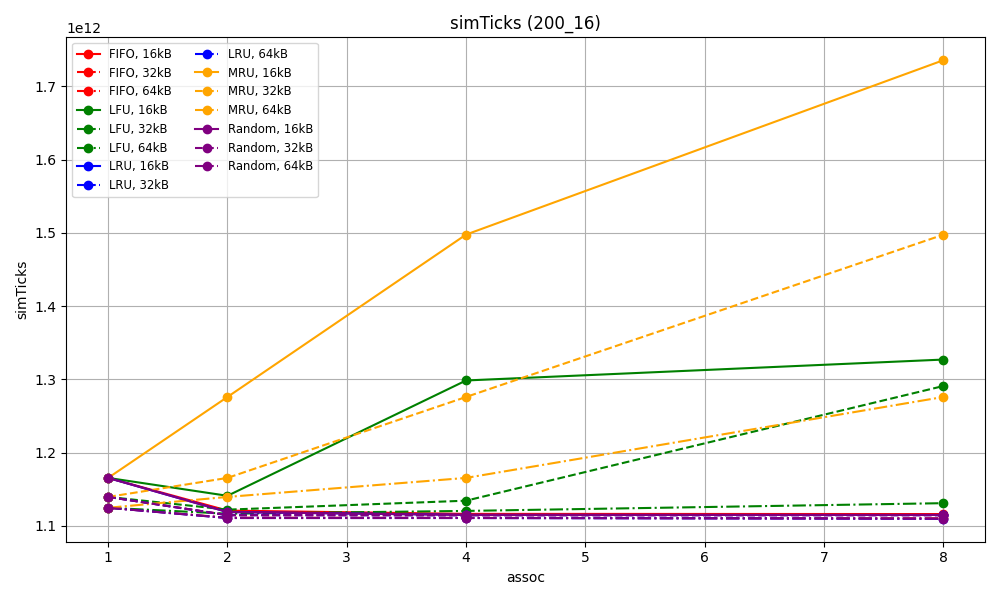 simTicks (200_16)
1e12
FIFO, 16kB
FIFO, 32kB
FIFO, 64kB
LFU, 16kB
LFU, 32kB
LFU, 64kB
LRU, 16kB
LRU, 32kB
LRU, 64kB
MRU, 16kB
MRU, 32kB
MRU, 64kB
Random, 16kB
Random, 32kB
Random, 64kB
1.7
1.6
1.5
1.4
1.3
1.2
1.1
simTicks
1 2 3 4 5 6 7 8
assoc